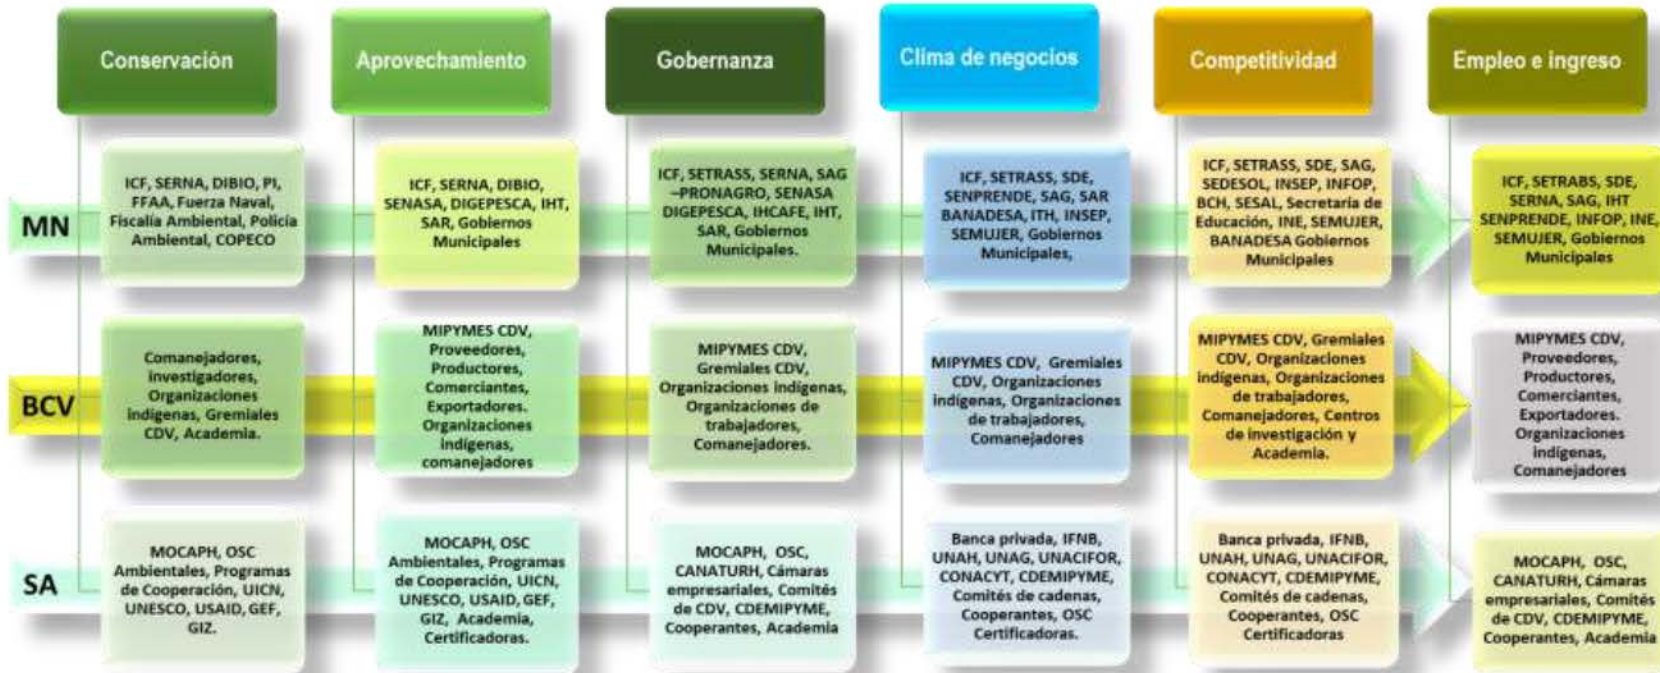 Conservación
Aprovechamiento
Gobernanza
Clima de negocios
Competitividad
Empleo e ingreso
MN
ICF, SERNA, DIBIO, PI,
FFAA, Fuerza Naval,
Fiscalía Ambiental, Policía
Ambiental, COPECO
ICF, SERNA, DIBIO,
SENASA, DIGEPESCA, IHT,
SAR, Gobiernos
Municipales
ICF, SETRASS, SERNA, SAG
–PRONAGRO, SENASA
DIGEPESCA, IHCAFE, IHT,
SAR, Gobiernos
Municipales.
ICF, SETRASS, SDE,
SENPRENDE, SAG, SAR
BANADESA, ITH, INSEP,
SEMUJER, Gobiernos
Municipales,
ICF, SETRASS, SDE, SAG,
SEDESOL, INSEP, INFOP,
BCH, SESAL, Secretaría de
Educación, INE, SEMUJER,
BANADESA Gobiernos
Municipales
ICF, SETRABS, SDE,
SERNA, SAG, IHT
SENPRENDE, INFOP, INE,
SEMUJER, Gobiernos
Municipales
BCV
Comanejadores,
investigadores,
Organizaciones
indígenas, Gremiales
CDV, Academia.
MIPYMES CDV,
Proveedores,
Productores,
Comerciantes,
Exportadores.
Organizaciones
indígenas,
comanejadores
MIPYMES CDV,
Gremiales CDV,
Organizaciones indígenas,
Organizaciones de
trabajadores,
Comanejadores.
MIPYMES CDV, Gremiales
CDV, Organizaciones
indígenas, Organizaciones
de trabajadores,
Comanejadores
MIPYMES CDV, Gremiales
CDV, Organizaciones
indígenas, Organizaciones
de trabajadores,
Comanejadores, Centros
de investigación y
Academia.
MIPYMES CDV,
Proveedores,
Productores,
Comerciantes,
Exportadores.
Organizaciones
indígenas,
Comanejadores
SA
MOCAPH, OSC
Ambientales, Programas
de Cooperación, UICN,
UNESCO, USAID, GEF,
GIZ.
MOCAPH, OSC
Ambientales, Programas
de Cooperación, UICN,
UNESCO, USAID, GEF,
GIZ, Academia,
Certificadoras.
MOCAPH, OSC,
CANATURH, Cámaras
empresariales, Comités
de CDV, CDEMIPYME,
Cooperantes, Academia
Banca privada, IFNB,
UNAH, UNAG, UNACIFOR,
CONACYT, CDEMIPYME,
Comités de cadenas,
Cooperantes, OSC
Certificadoras.
Banca privada, IFNB,
UNAH, UNAG, UNACIFOR,
CONACYT, CDEMIPYME,
Comités de cadenas,
Cooperantes, OSC
Certificadoras
MOCAPH, OSC,
CANATURH, Cámaras
empresariales, Comités
de CDV, CDEMIPYME,
Cooperantes, Academia